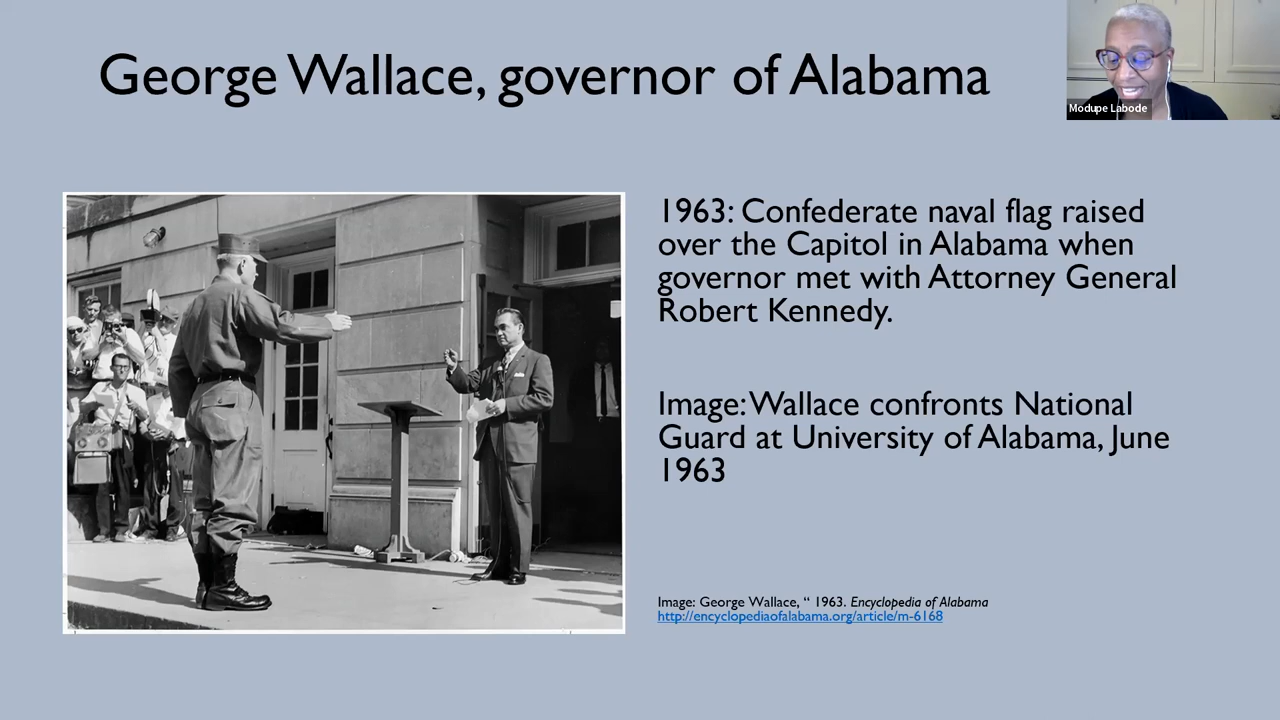 George Wallace, governor of Alabama
Modupe Labode
1963: Confederate naval flag raised
over the Capitol in Alabama when
governor met with Attorney General
Robert Kennedy.
Image: Wallace confronts National
Guard at University of Alabama, June
1963
Image: George Wallace, “ 1963. Encyclopedia of Alabama
http://encyclopediaofalabama.org/article/m-6168